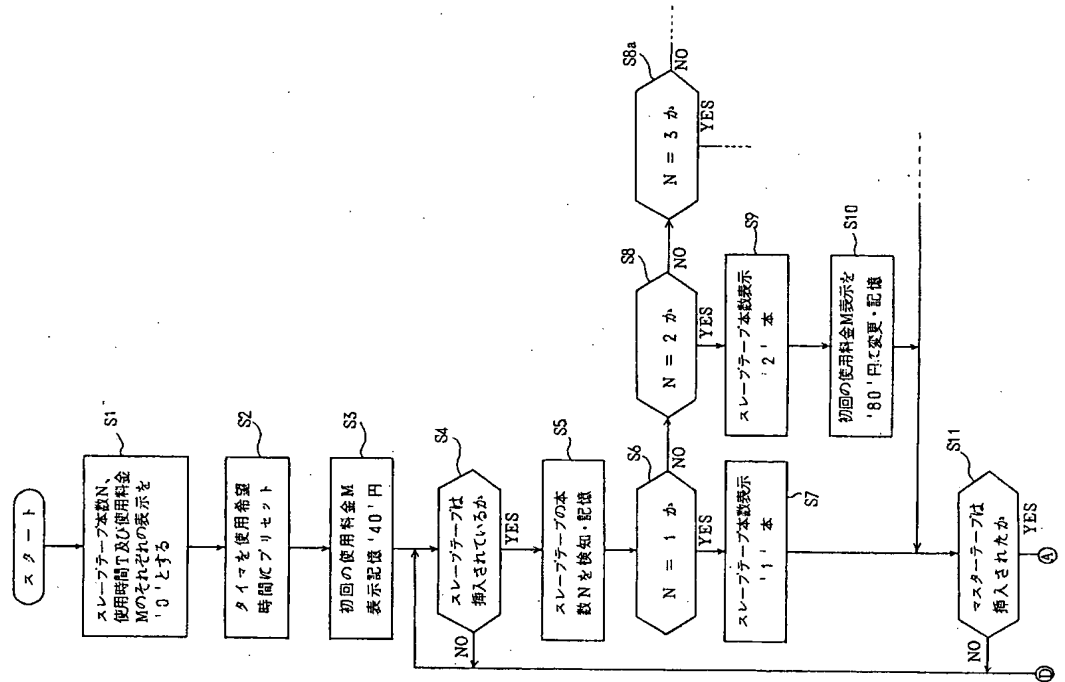 スタート
S1
スレーブテープ本数N、
使用時間T及び使用料金
Mのそれぞれの表示を
'0'とする
S2
タイマを使用希望
時間にプリセット
S3
初回の使用料金M
表示記憶'40'円
S4
スレーブテープは
挿入されているか
NO
YES
S5
スレーブテープの本
数Nを検知・記憶
S6
N=1か
NO
YES
S7
スレーブテープ本数表示
'1'本
S8
N=2か
NO
YES
S9
スレーブテープ本数表示
'2'本
S10
初回の使用料金M表示を
'80'円に変更・記憶
S8a
N=3か
NO
YES
S11
マスターテープは
挿入されたか
NO
YES
D
A